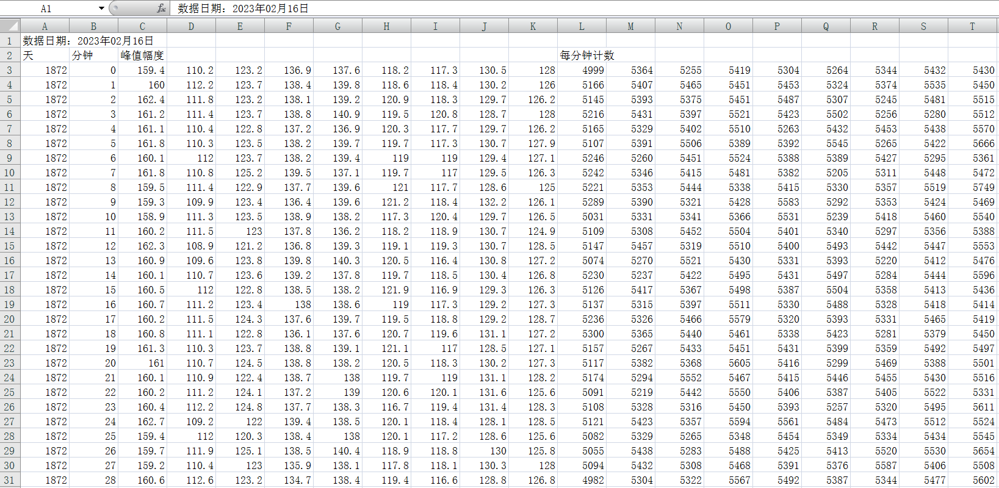 A1 fx 数据日期：2023年02月16日
A B C D E F G H I J K L M N O P Q R S T
1 数据日期：2023年02月16日
2 天 分钟 峰值幅度 每分钟计数
3 1872 0 159.4 110.2 123.2 136.9 137.6 118.2 117.3 130.5 128 4999 5364 5255 5419 5304 5264 5344 5432 5430
4 1872 1 160 112.2 123.7 138.4 139.8 118.6 118.4 130.2 126 5166 5407 5465 5451 5453 5324 5374 5535 5450
5 1872 2 162.4 111.8 123.2 138.1 139.2 120.9 118.3 129.7 126.2 5145 5393 5375 5451 5487 5307 5245 5481 5515
6 1872 3 161.2 111.4 123.7 138.8 140.9 119.5 120.8 128.7 128 5216 5431 5397 5521 5423 5502 5256 5280 5512
7 1872 4 161.1 110.4 122.8 137.2 136.9 120.3 117.7 129.7 126.2 5165 5329 5402 5510 5263 5432 5453 5438 5570
8 1872 5 161.8 110.3 123.5 138.2 139.7 119.7 117.3 130.7 127.9 5107 5391 5506 5389 5392 5545 5265 5422 5666
9 1872 6 160.1 112 123.7 138.2 139.4 119 119 129.4 127.1 5246 5260 5451 5524 5388 5389 5427 5295 5361
10 1872 7 161.8 110.8 125.2 139.5 137.1 119.7 117 129.5 126.3 5242 5346 5415 5481 5382 5205 5311 5448 5472
11 1872 8 159.5 111.4 122.9 137.7 139.6 121 117.7 128.6 125 5221 5353 5444 5338 5415 5330 5357 5519 5749
12 1872 9 159.3 109.9 123.4 136.4 139.6 121.2 118.4 132.2 126.1 5289 5390 5321 5428 5583 5292 5353 5424 5469
13 1872 10 158.9 111.3 123.5 138.9 138.2 117.3 120.4 129.7 126.5 5031 5331 5341 5366 5531 5239 5418 5460 5540
14 1872 11 160.2 111.5 123 137.8 136.2 118.2 118.9 130.7 124.9 5109 5308 5452 5504 5401 5340 5297 5356 5388
15 1872 12 162.3 108.9 121.2 136.8 139.3 119.1 119.3 130.7 128.5 5147 5457 5319 5510 5400 5493 5442 5447 5553
16 1872 13 160.9 109.6 123.8 139.8 140.3 120.5 116.4 130.8 127.2 5074 5270 5521 5430 5331 5393 5220 5412 5476
17 1872 14 160.1 110.7 123.6 139.2 137.8 119.7 118.5 130.4 126.8 5230 5237 5422 5495 5431 5497 5284 5444 5596
18 1872 15 160.5 112 122.8 138.5 138.2 121.9 116.9 129.3 126.3 5126 5417 5367 5498 5387 5504 5358 5413 5436
19 1872 16 160.7 111.2 123.4 138 138.6 119 117.3 129.2 127.3 5137 5315 5397 5511 5330 5488 5328 5418 5414
20 1872 17 160.2 111.5 124.3 137.6 139.7 119.5 118.8 129.2 128.7 5236 5326 5466 5579 5320 5393 5331 5465 5419
21 1872 18 160.8 111.1 122.8 136.1 137.6 120.7 119.6 131.1 127.2 5300 5365 5440 5461 5338 5423 5281 5379 5450
22 1872 19 161.3 110.3 123.7 138.8 139.1 121.1 117 128.5 127.1 5157 5267 5433 5451 5431 5399 5359 5492 5497
23 1872 20 161 110.7 124.5 138.8 138.2 120.5 118.3 130.2 127.3 5117 5382 5368 5605 5416 5299 5469 5388 5501
24 1872 21 160.1 110.9 122.4 138.7 138 119.7 119 131.1 128.2 5174 5294 5552 5467 5415 5446 5455 5430 5516
25 1872 22 160.2 111.2 124.1 137.2 139 120.6 120.1 131.6 125.6 5091 5219 5442 5550 5406 5387 5405 5522 5331
26 1872 23 160.4 112.2 124.8 137.7 138.3 116.7 119.4 131.4 128.3 5108 5328 5316 5450 5393 5257 5320 5495 5611
27 1872 24 162.7 109.2 122 139.4 138.5 120.1 118.4 128.1 128.5 5121 5423 5357 5594 5561 5484 5473 5512 5524
28 1872 25 159.4 112 120.3 138.4 138 120.1 117.2 128.6 125.6 5082 5329 5265 5348 5454 5349 5334 5434 5545
29 1872 26 159.7 111.9 125.1 138.5 140.4 118.9 118.8 130 125.8 5055 5438 5283 5488 5425 5413 5520 5530 5654
30 1872 27 159.2 110.4 123 135.9 138.1 117.8 118.1 130.3 128 5094 5432 5308 5468 5391 5376 5587 5406 5508
31 1872 28 160.6 112.6 123.2 134.7 138.4 119.4 116.6 128.8 126.8 4982 5304 5322 5567 5492 5387 5344 5477 5602